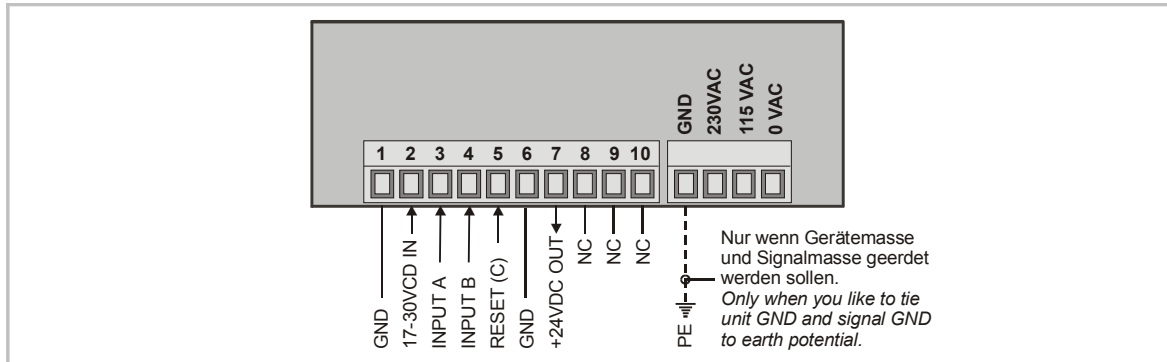 GND
230VAC
115 VAC
0 VAC
1 2 3 4 5 6 7 8 9 10
GND
17-30VCD IN
INPUT A
INPUT B
RESET (C)
GND
+24VDC OUT
NC
NC
NC
PE
Nur wenn Gerätemasse
und Signalmasse geerdet
werden sollen.
Only when you like to tie
unit GND and signal GND
to earth potential.